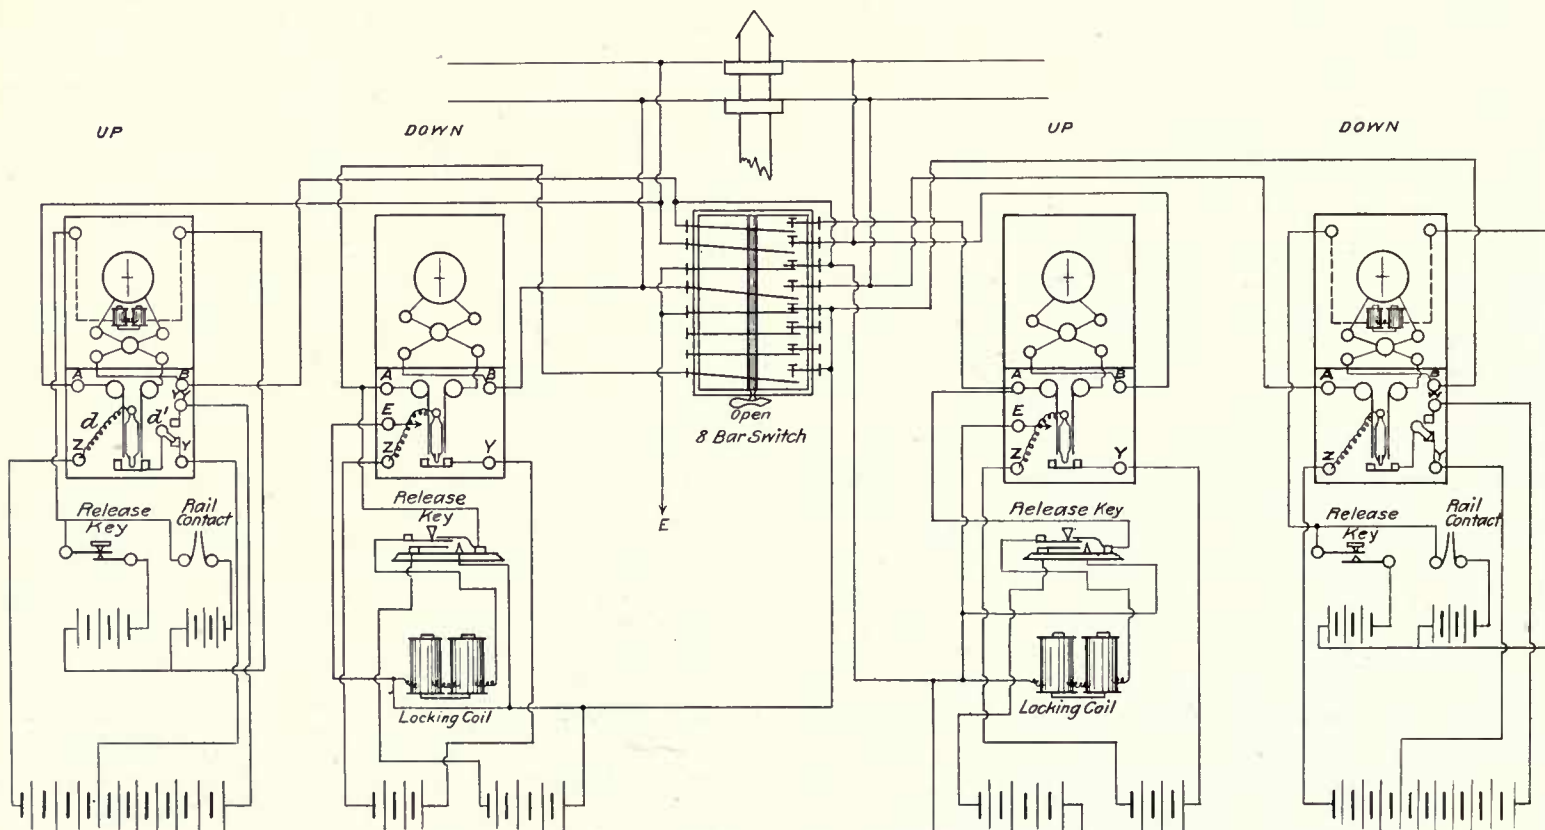 UP
DOWN
UP
DOWN
A
B
YY
d
d'
Z
Y
A
B
E
Z
Y
Open
8 Bar Switch
E
A
B
E
Z
Y
A
B
Z
Y
Release
Key
Rail
Contact
Release
Key
Release Key
Release
Key
Rail
Contact
Locking Coil
Locking Coil